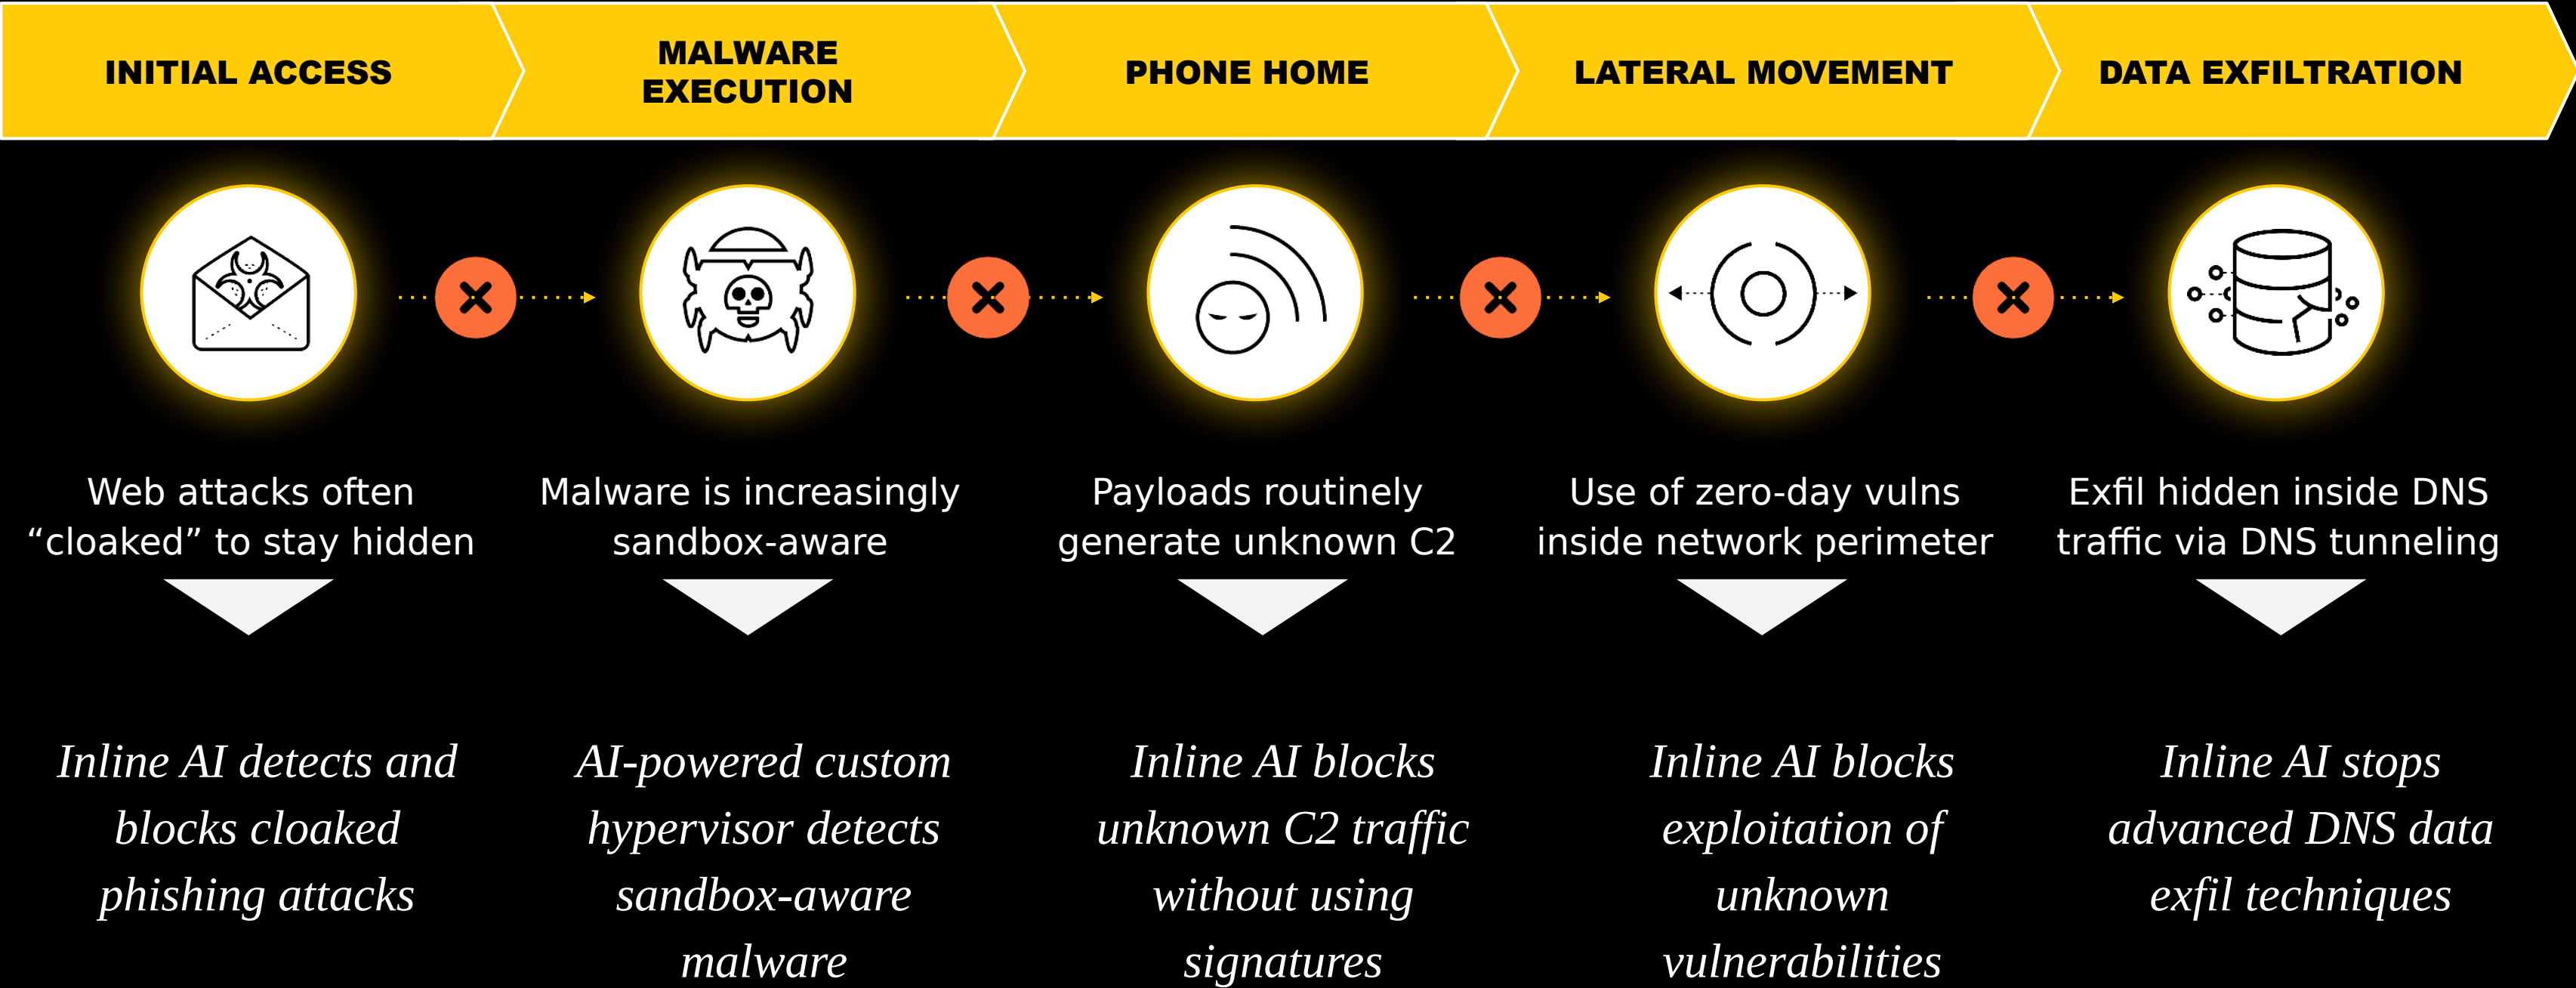 INITIAL ACCESS
MALWARE
EXECUTION
PHONE HOME
LATERAL MOVEMENT
DATA EXFILTRATION
Web attacks often
“cloaked” to stay hidden
Malware is increasingly
sandbox-aware
Payloads routinely
generate unknown C2
Use of zero-day vulns
inside network perimeter
Exfil hidden inside DNS
traffic via DNS tunneling
Inline AI detects and
blocks cloaked
phishing attacks
AI-powered custom
hypervisor detects
sandbox-aware
malware
Inline AI blocks
unknown C2 traffic
without using
signatures
Inline AI blocks
exploitation of
unknown
vulnerabilities
Inline AI stops
advanced DNS data
exfil techniques